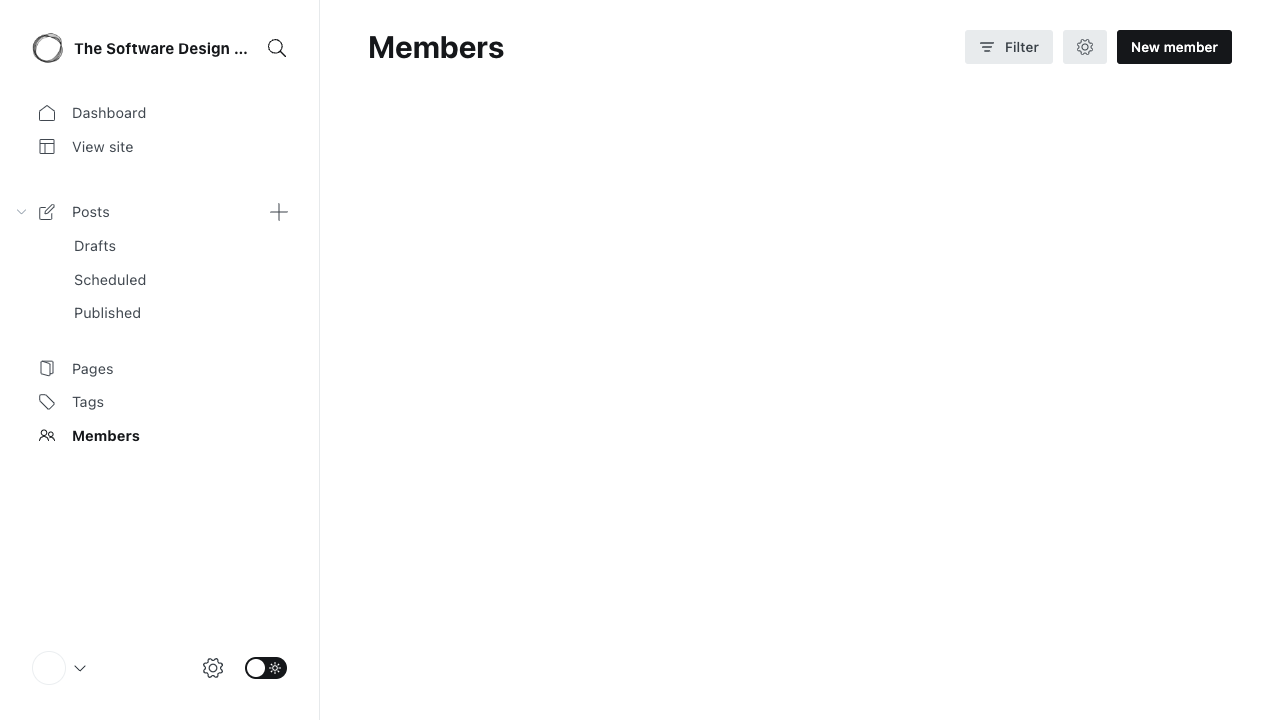 The Software Design ...
Dashboard
View site
Posts
Drafts
Scheduled
Published
Pages
Tags
Members
Members
Filter
New member